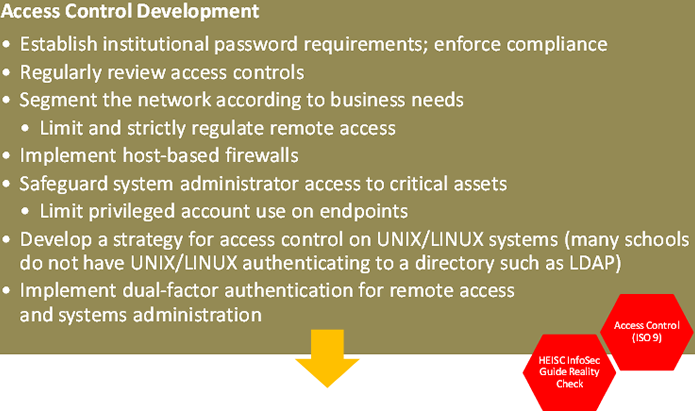 Access Control Development
• Establish institutional password requirements; enforce compliance
• Regularly review access controls
• Segment the network according to business needs
• Limit and strictly regulate remote access
• Implement host-based firewalls
• Safeguard system administrator access to critical assets
• Limit privileged account use on endpoints
• Develop a strategy for access control on UNIX/LINUX systems (many schools
do not have UNIX/LINUX authenticating to a directory such as LDAP)
• Implement dual-factor authentication for remote access
and systems administration
Access Control
(ISO 9)
HEISC InfoSec
Guide Reality
Check